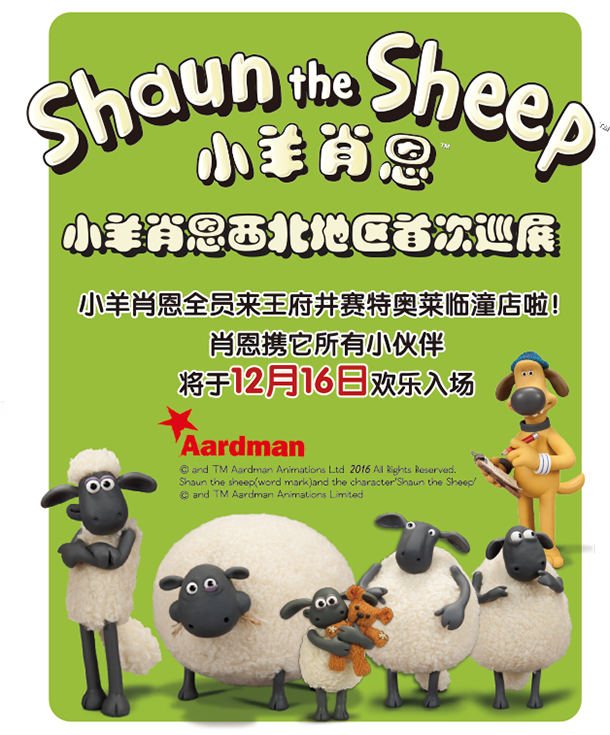 Shaun the Sheep™
小羊肖恩™
小羊肖恩西北地区首次巡展
小羊肖恩全员来王府井赛特奥莱临潼店啦！
肖恩携它所有小伙伴
将于12月16日欢乐入场
Aardman
© and TM Aardman Animations Ltd 2016 All Rights Reserved.
Shaun the sheep(word mark)and the character'Shaun the Sheep'
© and TM Aardman Animations Limited